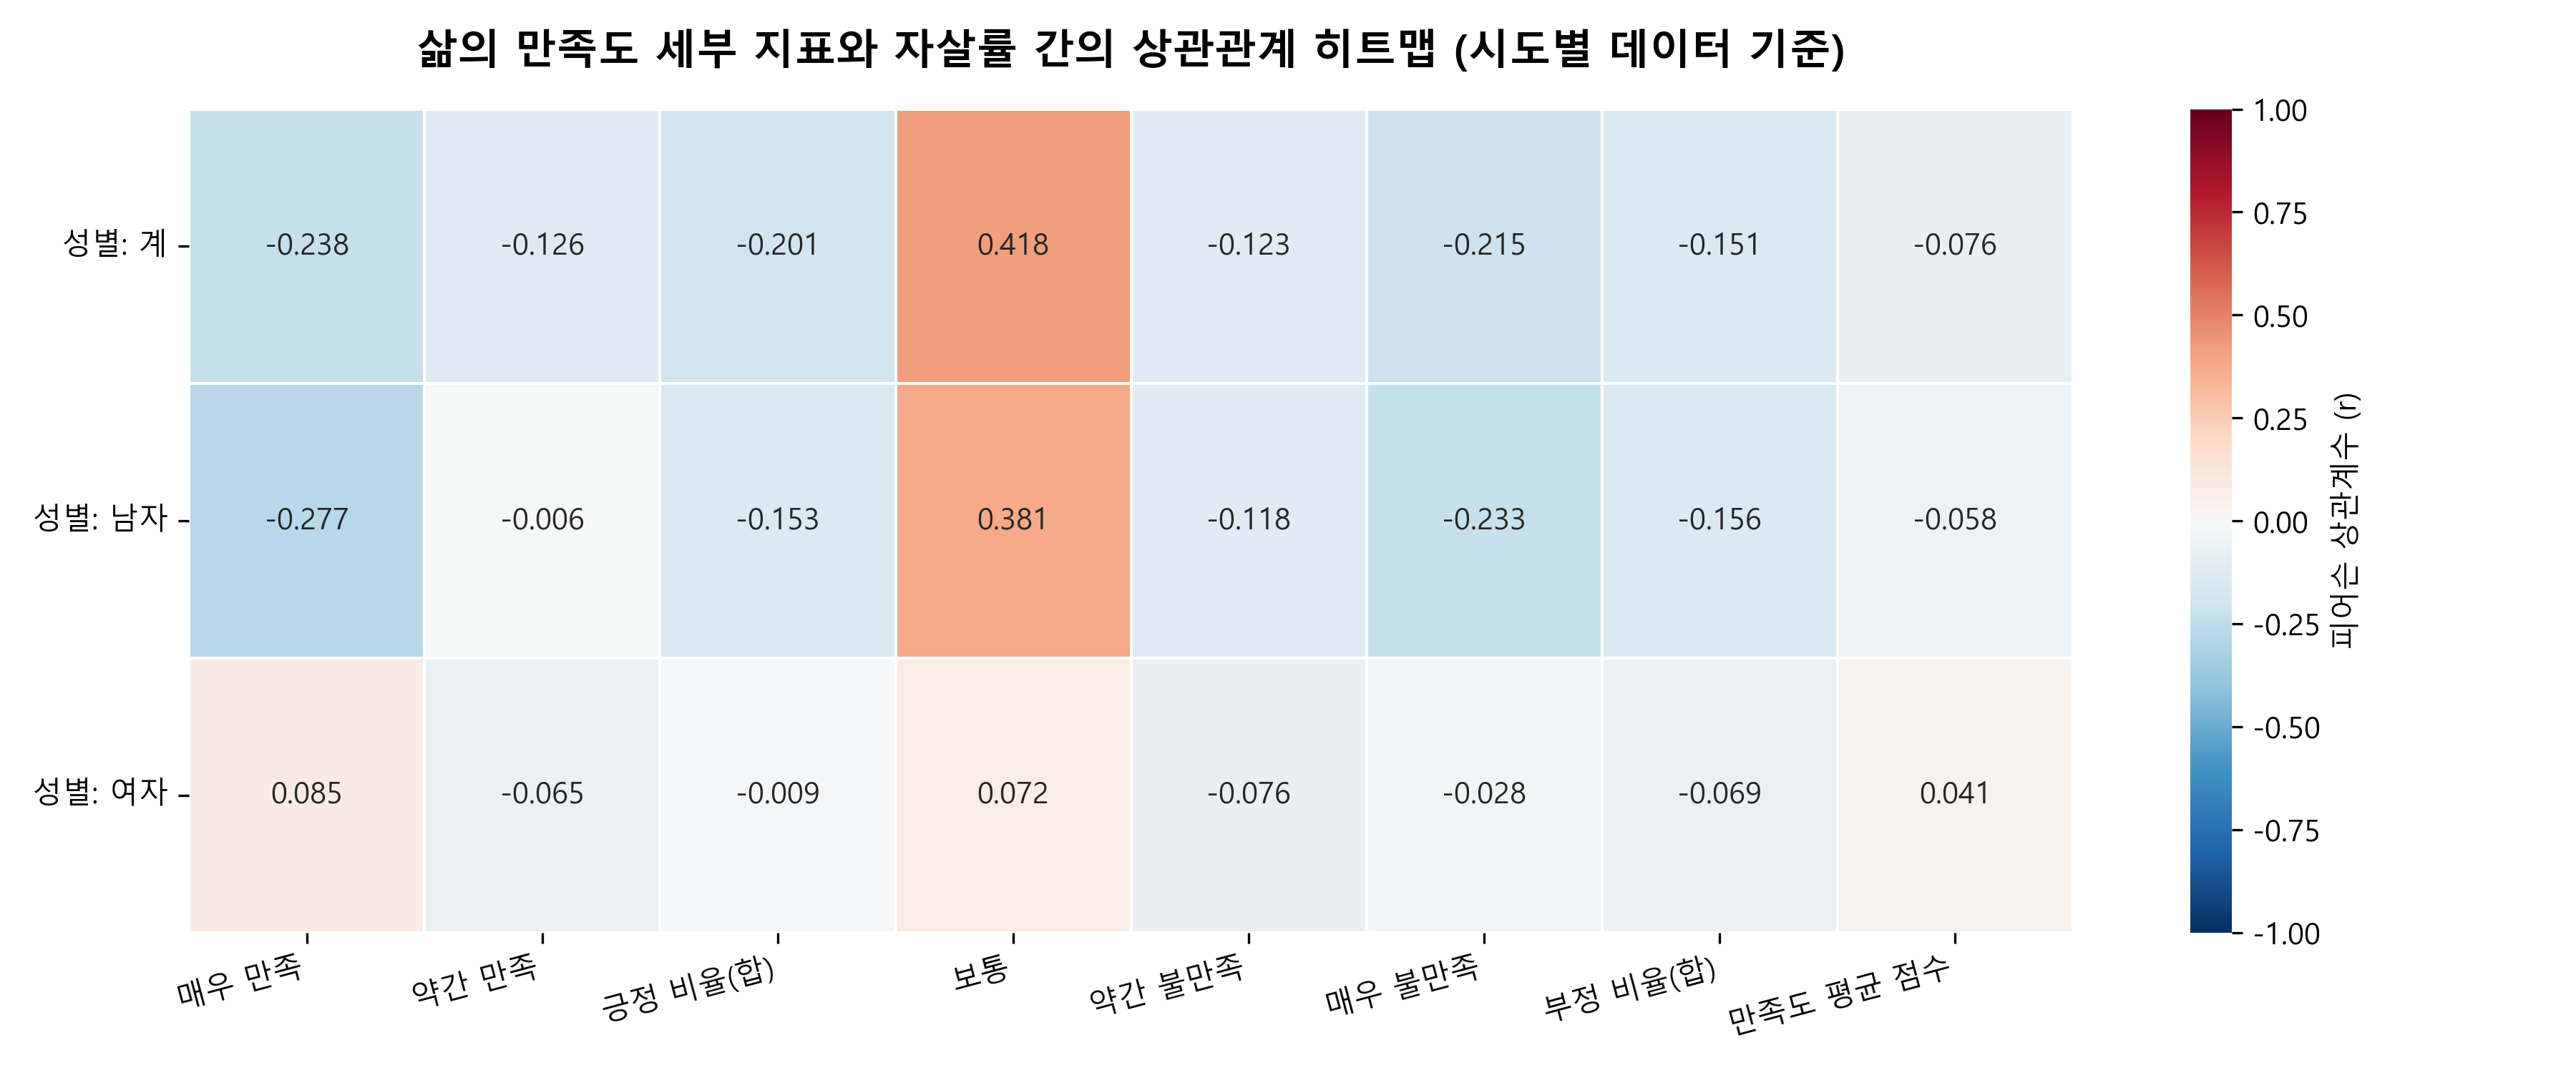 삶의 만족도 세부 지표와 자살률 간의 상관관계 히트맵 (시도별 데이터 기준)
성별: 계 -0.238 -0.126 -0.201 0.418 -0.123 -0.215 -0.151 -0.076
성별: 남자 -0.277 -0.006 -0.153 0.381 -0.118 -0.233 -0.156 -0.058
성별: 여자 0.085 -0.065 -0.009 0.072 -0.076 -0.028 -0.069 0.041
매우 만족 약간 만족 긍정 비율(합) 보통 약간 불만족 매우 불만족 부정 비율(합) 만족도 평균 점수
1.00
0.75
0.50
0.25
0.00
-0.25
-0.50
-0.75
-1.00
피어슨 상관계수 (r)